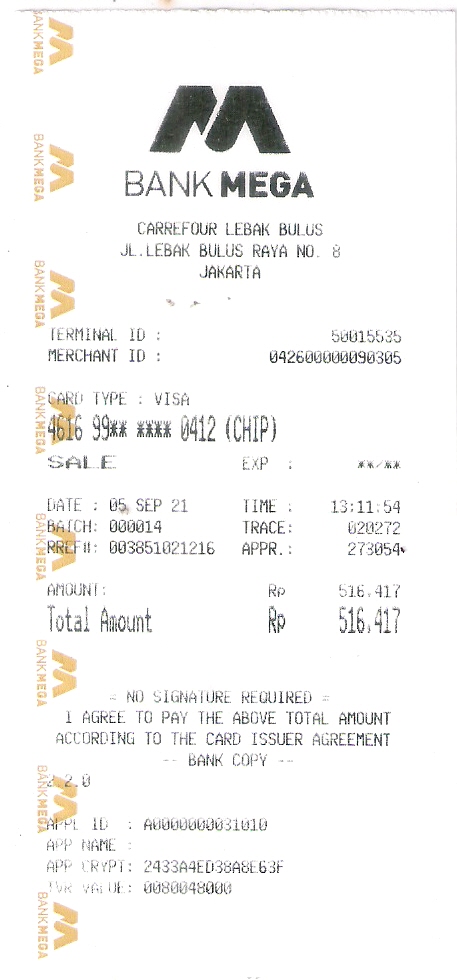 BANK MEGA
CARREFOUR LEBAK BULUS
JL.LEBAK BULUS RAYA NO. 8
JAKARTA
TERMINAL ID : 50015535
MERCHANT ID : 042600000090305
CARD TYPE : VISA
4616 99** **** 0412 (CHIP)
SALE EXP : **/**
DATE : 05 SEP 21 TIME : 13:11:54
BATCH: 000014 TRACE: 020272
RREF#: 003851021216 APPR.: 273054
AMOUNT: Rp 516.417
Total Amount Rp 516.417
= NO SIGNATURE REQUIRED =
I AGREE TO PAY THE ABOVE TOTAL AMOUNT
ACCORDING TO THE CARD ISSUER AGREEMENT
-- BANK COPY --
2.2.0
APPL ID : A0000000031010
APP NAME :
APP CRYPT: 2433A4ED38A8E63F
TVR VALUE: 0080048000
BANK MEGA
BANK MEGA
BANK MEGA
BANK MEGA
BANK MEGA
BANK MEGA
BANK MEGA
BANK MEGA